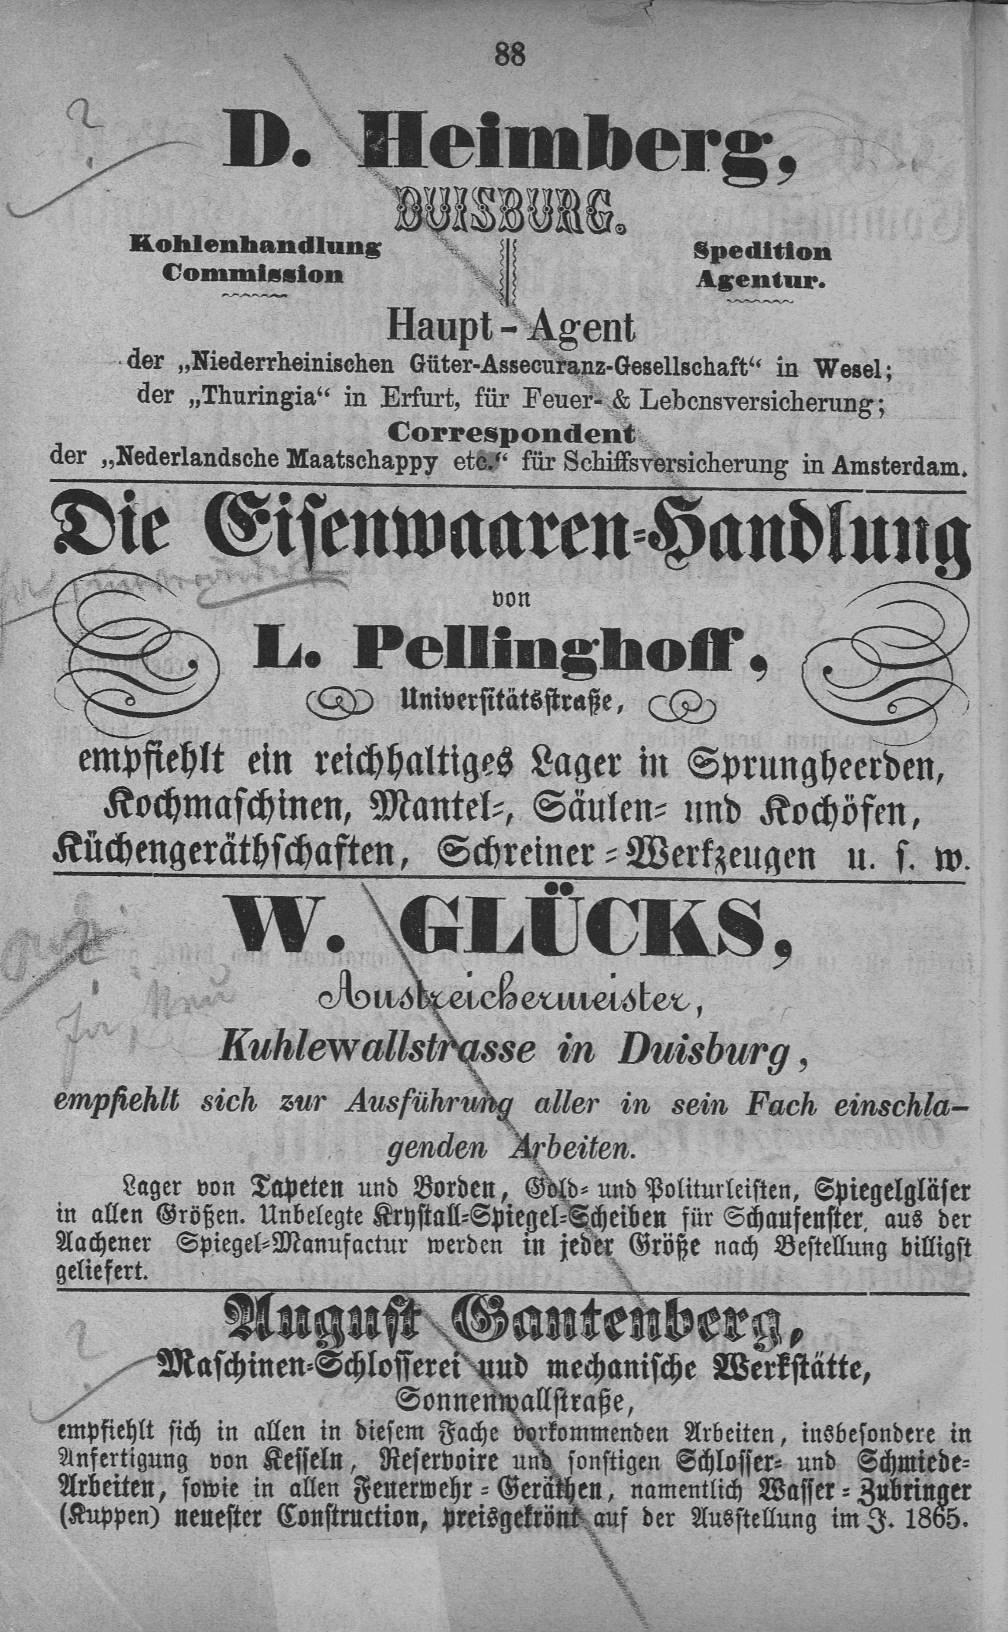 88
D. Heimberg,
DUISBURG.
Kohlenhandlung
Commission
Spedition
Agentur.
Haupt-Agent
der „Niederrheinischen Güter-Assecuranz-Gesellschaft“ in Wesel;
der „Thuringia“ in Erfurt, für Feuer- & Lebensversicherung;
Correspondent
der „Nederlandsche Maatschappy etc.“ für Schiffsversicherung in Amsterdam.
Die Eisenwaaren-Handlung
von
L. Pellinghoff,
Universitätsstraße,
empfiehlt ein reichhaltiges Lager in Sprungheerden,
Kochmaschinen, Mantel-, Säulen- und Kochöfen,
Küchengeräthschaften, Schreiner-Werkzeugen u. s. w.
W. GLÜCKS,
Anstreichermeister,
Kuhlewallstrasse in Duisburg,
empfiehlt sich zur Ausführung aller in sein Fach einschla-
genden Arbeiten.
Lager von Tapeten und Borden, Gold- und Politurleisten, Spiegelgläser
in allen Größen. Unbelegte Krystall-Spiegel-Scheiben für Schaufenster, aus der
Aachener Spiegel-Manufactur werden in jeder Größe nach Bestellung billigst
geliefert.
August Gantenberg,
Maschinen-Schlosserei und mechanische Werkstätte,
Sonnenwallstraße,
empfiehlt sich in allen in diesem Fache vorkommenden Arbeiten, insbesondere in
Anfertigung von Kesseln, Reservoire und sonstigen Schlosser- und Schmiede-
Arbeiten, sowie in allen Feuerwehr-Geräthen, namentlich Wasser-Zubringer
(Kuppen) neuester Construction, preisgekrönt auf der Ausstellung im J. 1865.